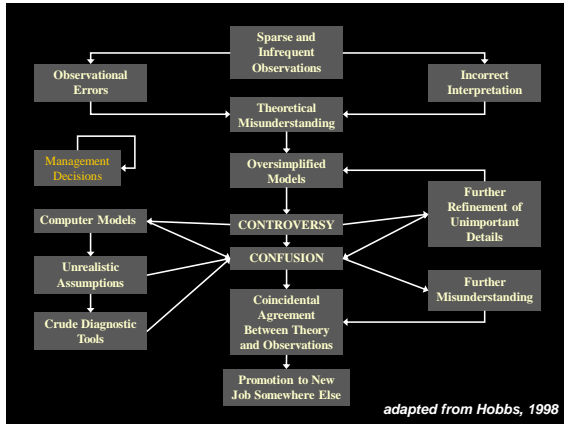 Sparse and
Infrequent
Observations
Observational
Errors
Incorrect
Interpretation
Theoretical
Misunderstanding
Management
Decisions
Oversimplified
Models
Further
Refinement of
Unimportant
Details
Computer Models
CONTROVERSY
CONFUSION
Unrealistic
Assumptions
Further
Misunderstanding
Coincidental
Agreement
Between Theory
and Observations
Crude Diagnostic
Tools
Promotion to New
Job Somewhere Else
adapted from Hobbs, 1998